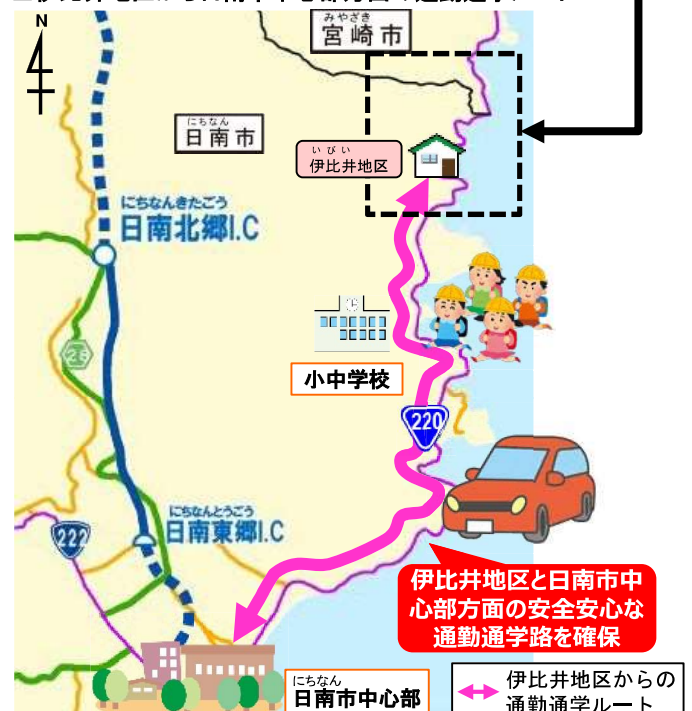 N
みやざき
宮崎市
にちなん
日南市
いびい
伊比井地区
にちなんきたごう
日南北郷I.C
28
小中学校
220
にちなんとうごう
日南東郷I.C
222
伊比井地区と日南市中
心部方面の安全安心な
通勤通学路を確保
にちなん
日南市中心部
伊比井地区からの
通勤通学ルート